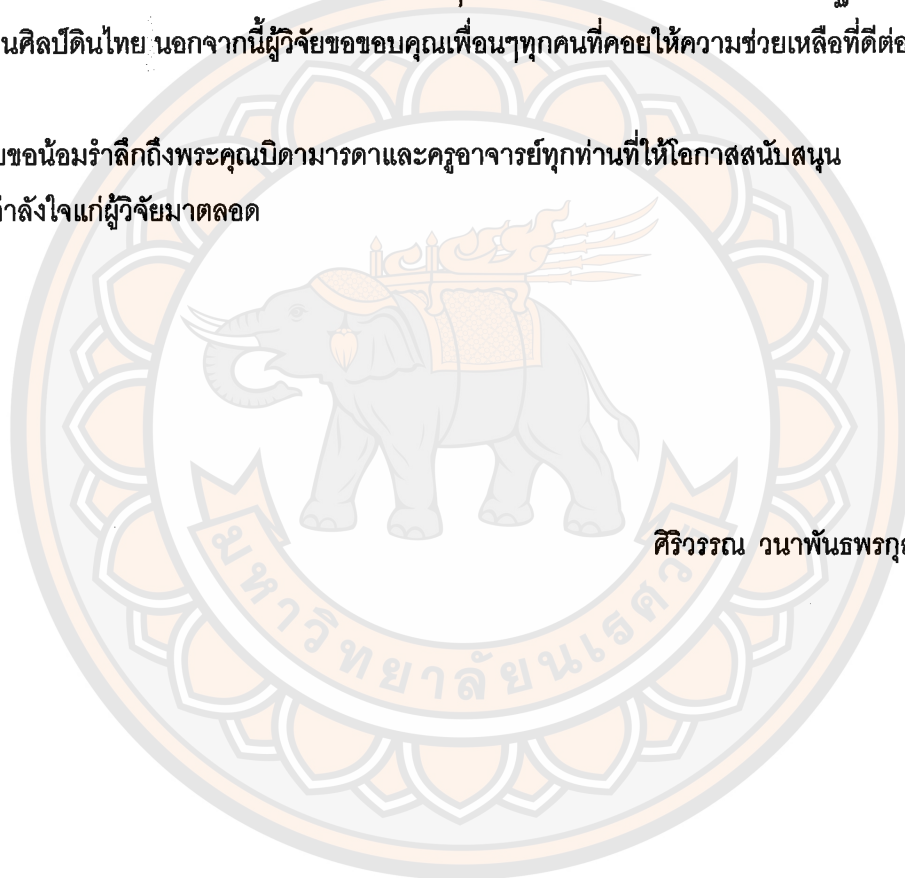 นศิลป์ดินไทย นอกจากนี้ผู้วิจัยขอขอบคุณเพื่อนๆทุกคนที่คอยให้ความช่วยเหลือที่ดีต่อ
ขอน้อมรำลึกถึงพระคุณบิดามารดาและครูอาจารย์ทุกท่านที่ให้โอกาสสนับสนุน
กำลังใจแก่ผู้วิจัยมาตลอด
ศิริวรรณ วนาพันธพรกุล
มหาวิทยาลัยนเรศวร